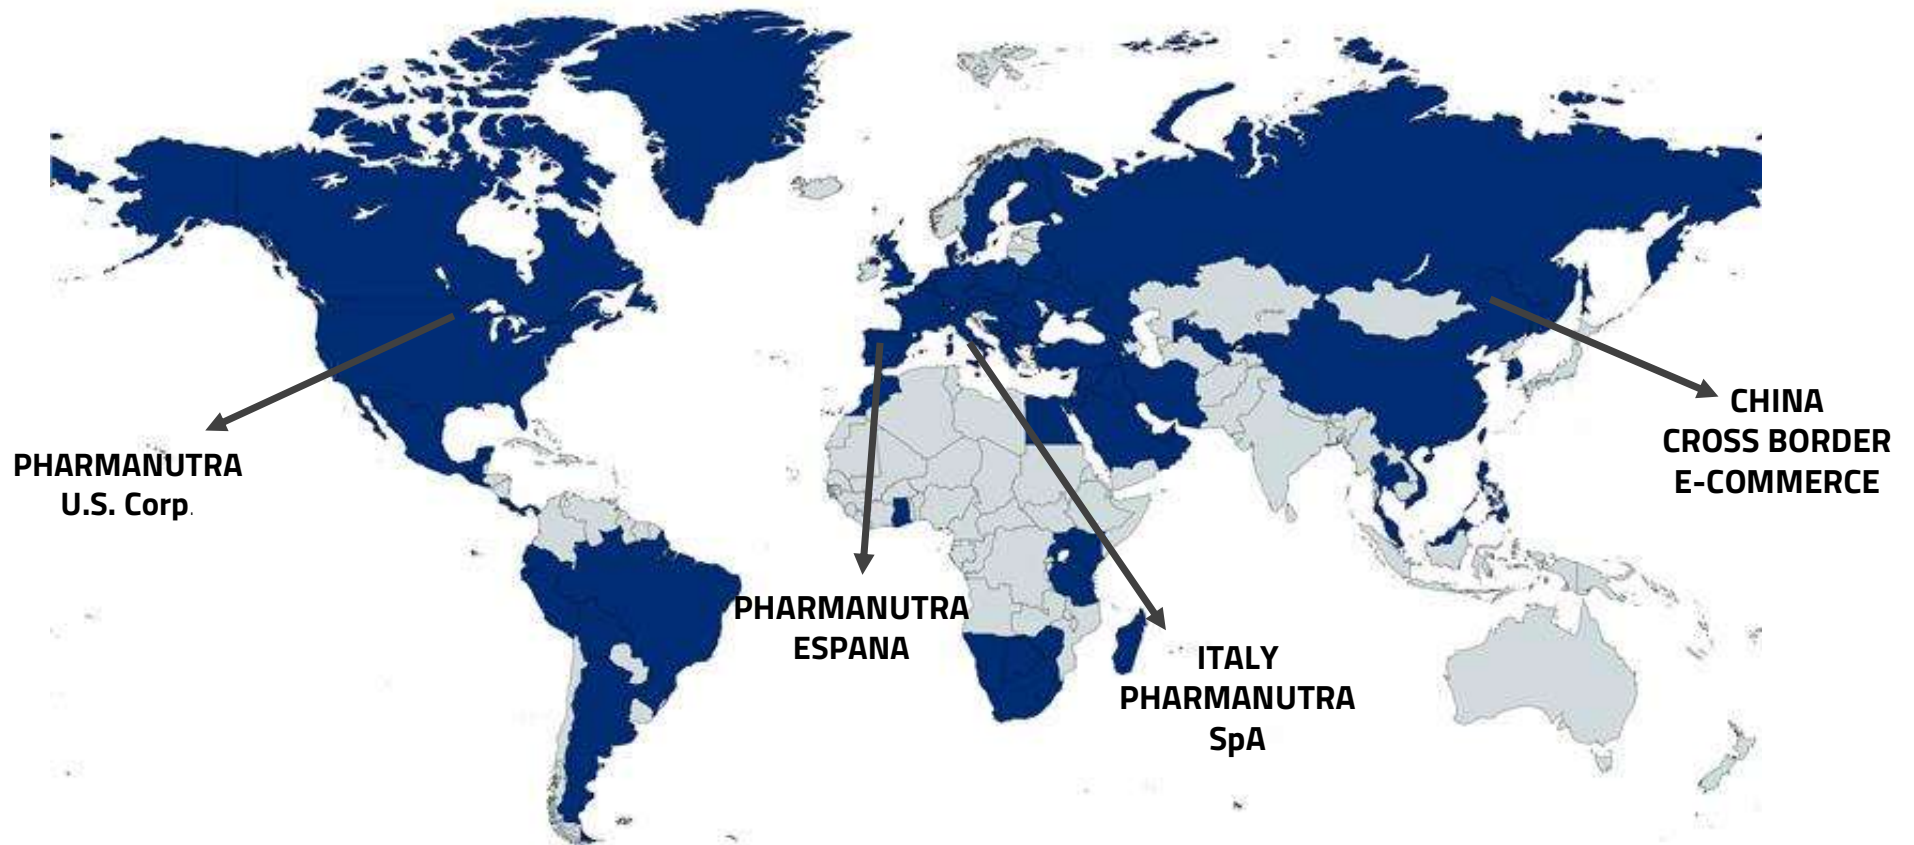 PHARMANUTRA
U.S. Corp.
PHARMANUTRA
ESPANA
ITALY
PHARMANUTRA
SpA
CHINA
CROSS BORDER
E-COMMERCE